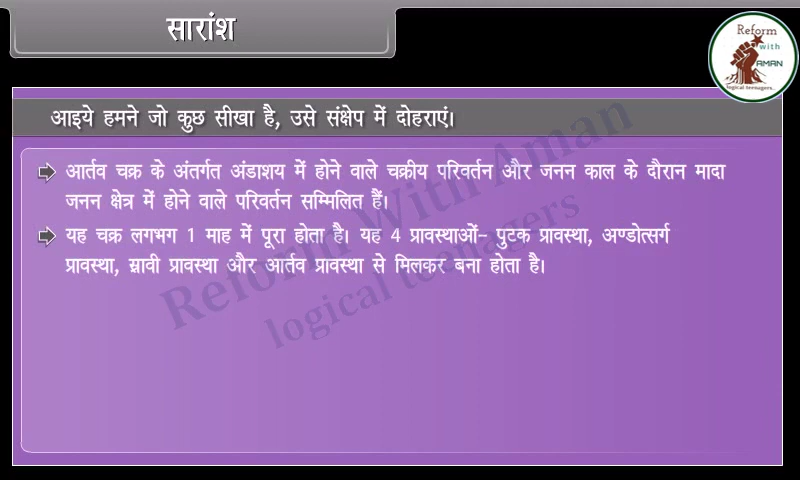 सारांश
Reform
with
AMAN
logical teenagers.
आइये हमने जो कुछ सीखा है, उसे संक्षेप में दोहराएं।
आर्तव चक्र के अंतर्गत अंडाशय में होने वाले चक्रीय परिवर्तन और जनन काल के दौरान मादा
जनन क्षेत्र में होने वाले परिवर्तन सम्मिलित हैं।
यह चक्र लगभग 1 माह में पूरा होता है। यह 4 प्रावस्थाओं- पुटक प्रावस्था, अण्डोत्सर्ग
प्रावस्था, स्रावी प्रावस्था और आर्तव प्रावस्था से मिलकर बना होता है।
Reform With Aman
logical teenagers